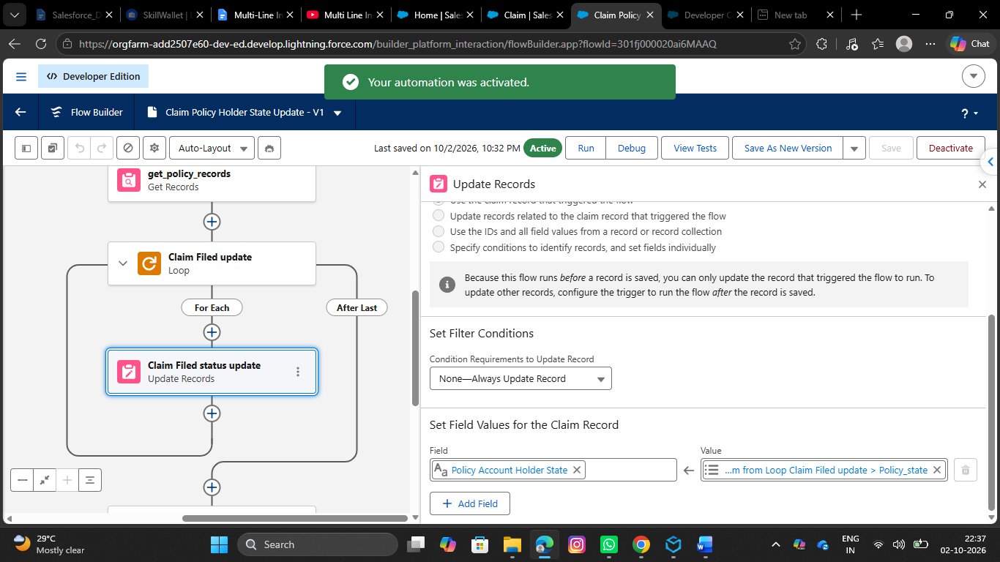 Salesforce_D
SkillWallet | D
Multi-Line In
Multi Line In
Home | Sales
Claim | Sales
Claim Policy
Developer C
New tab
https://orgfarm-add2507e60-dev-ed.develop.lightning.force.com/builder_platform_interaction/flowBuilder.app?flowId=301fj000020ai6MAAQ
Chat
</> Developer Edition
Your automation was activated.
Flow Builder
Claim Policy Holder State Update - V1
?
Auto-Layout
Last saved on 10/2/2026, 10:32 PM
Active
Run
Debug
View Tests
Save As New Version
Save
Deactivate
get_policy_records
Get Records
Claim Filed update
Loop
For Each
After Last
Claim Filed status update
Update Records
Update Records
Use the claim record that triggered the flow
Update records related to the claim record that triggered the flow
Use the IDs and all field values from a record or record collection
Specify conditions to identify records, and set fields individually
Because this flow runs before a record is saved, you can only update the record that triggered the flow to run. To
update other records, configure the trigger to run the flow after the record is saved.
Set Filter Conditions
Condition Requirements to Update Record
None—Always Update Record
Set Field Values for the Claim Record
Field
Value
Aa Policy Account Holder State
...m from Loop Claim Filed update > Policy_state
+ Add Field
29°C
Mostly clear
Search
ENG
IN
22:37
02-10-2026